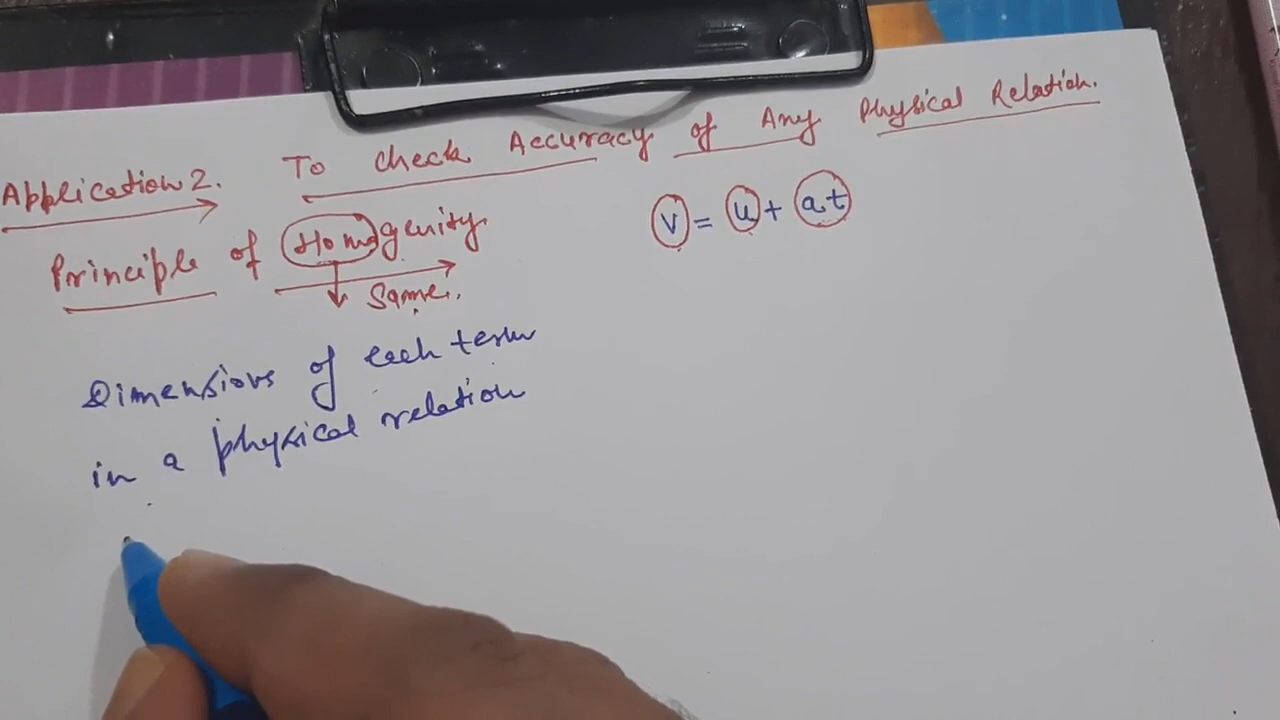 Application 2. To check Accuracy of Any Physical Relation.
Principle of Homogenity
Same.
V = u + at
Dimensions of each term
in a physical relation